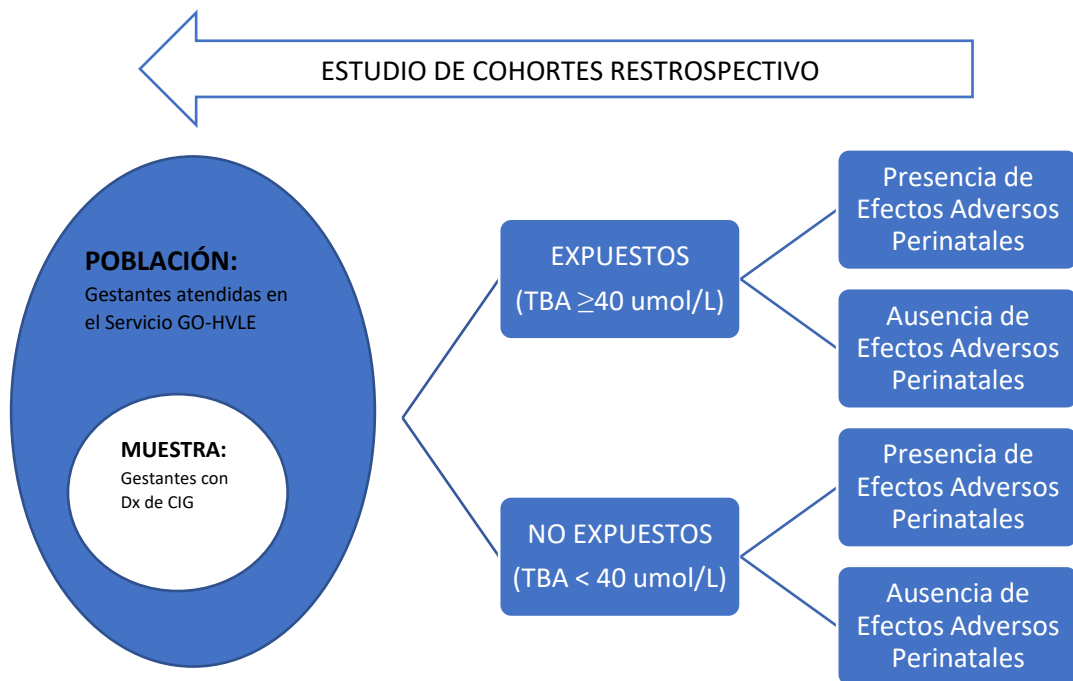 ESTUDIO DE COHORTES RESTROSPECTIVO
POBLACIÓN:
Gestantes atendidas en
el Servicio GO-HVLE
MUESTRA:
Gestantes con
Dx de CIG
EXPUESTOS
(TBA ≥40 umol/L)
NO EXPUESTOS
(TBA < 40 umol/L)
Presencia de
Efectos Adversos
Perinatales
Ausencia de
Efectos Adversos
Perinatales
Presencia de
Efectos Adversos
Perinatales
Ausencia de
Efectos Adversos
Perinatales